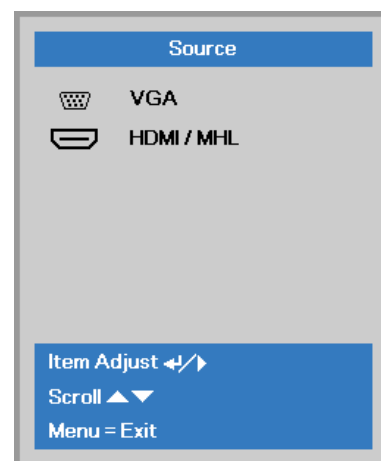 Source
VGA
HDMI / MHL
Item Adjust ↵/▶
Scroll ▲▼
Menu = Exit